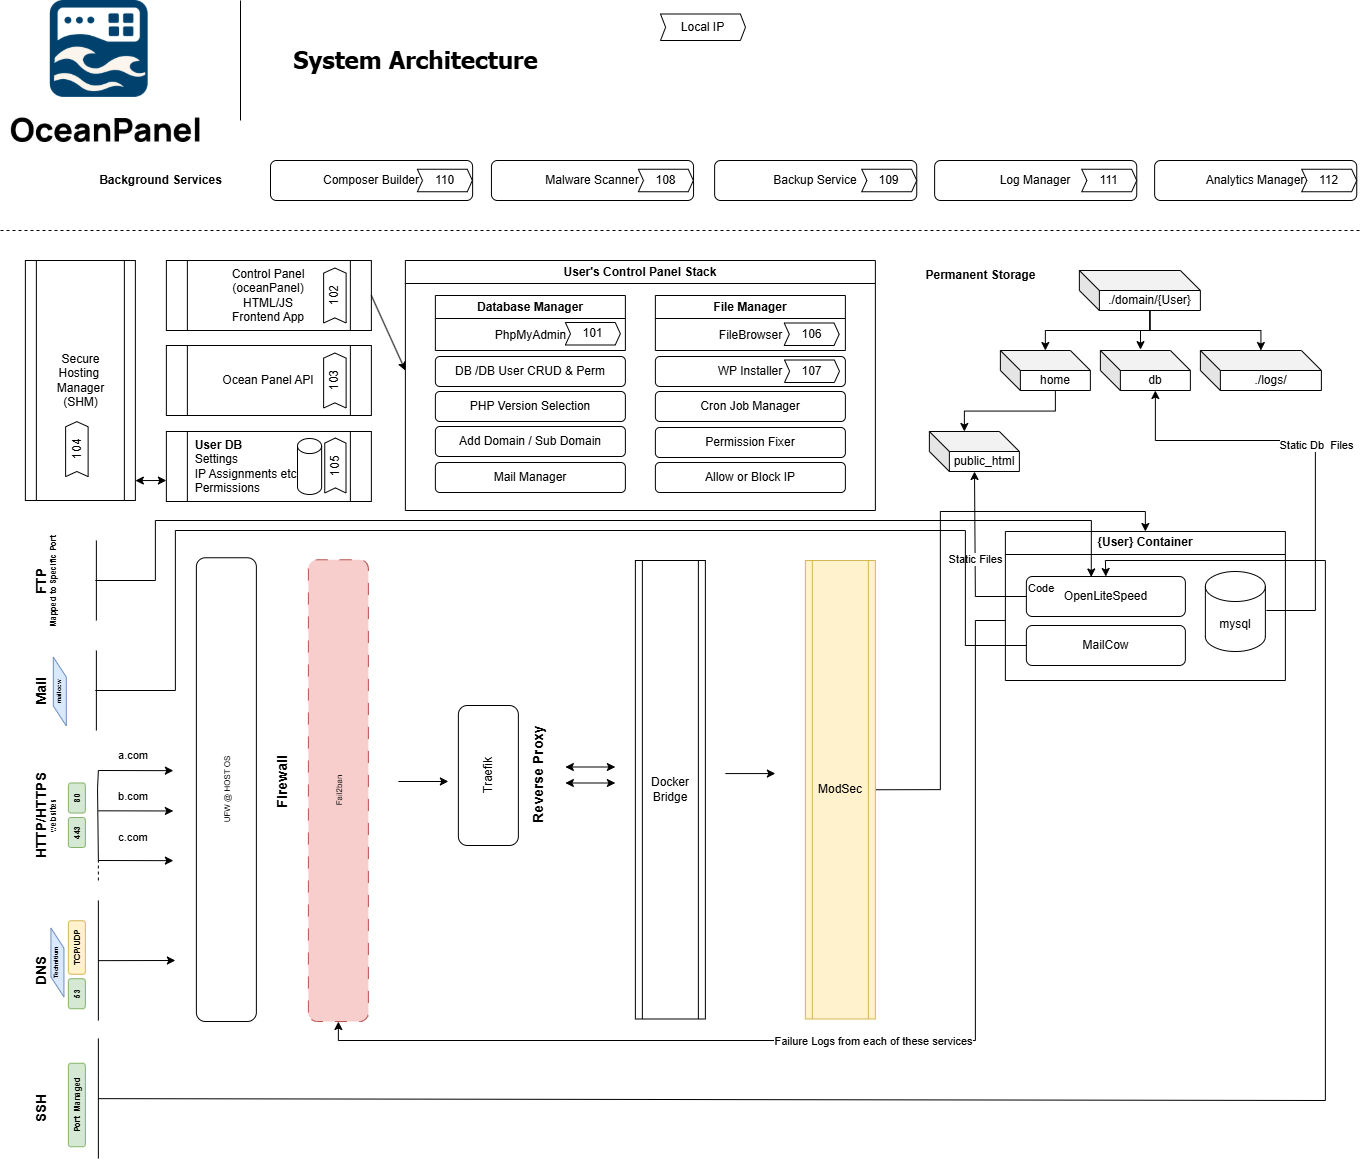 Local IP
System Architecture
OceanPanel
Background Services
Composer Builder
110
Malware Scanner
108
Backup Service
109
Log Manager
111
Analytics Manager
112
Secure
Hosting
Manager
(SHM)
104
Control Panel
(oceanPanel)
HTML/JS
Frontend App
102
Ocean Panel API
103
User DB
Settings
IP Assignments etc
Permissions
105
User's Control Panel Stack
Database Manager
PhpMyAdmin
101
DB /DB User CRUD & Perm
PHP Version Selection
Add Domain / Sub Domain
Mail Manager
File Manager
FileBrowser
106
WP Installer
107
Cron Job Manager
Permission Fixer
Allow or Block IP
Permanent Storage
./domain/{User}
home
db
./logs/
public_html
Static Db Files
Static Files
{User} Container
Code
OpenLiteSpeed
MailCow
mysql
FTP
Mapped to Specific Port
Mail
mailcow
HTTP/HTTPS
Websites
80
443
a.com
b.com
c.com
DNS
Technitium
TCP/UDP
53
SSH
Port Managed
UFW @ HOST OS
Firewall
Fail2ban
Traefik
Reverse Proxy
Docker
Bridge
ModSec
Failure Logs from each of these services